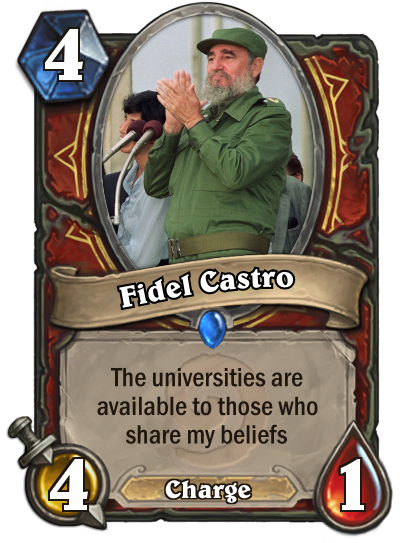 4
Fidel Castro
The universities are
available to those who
share my beliefs
4
Charge
1